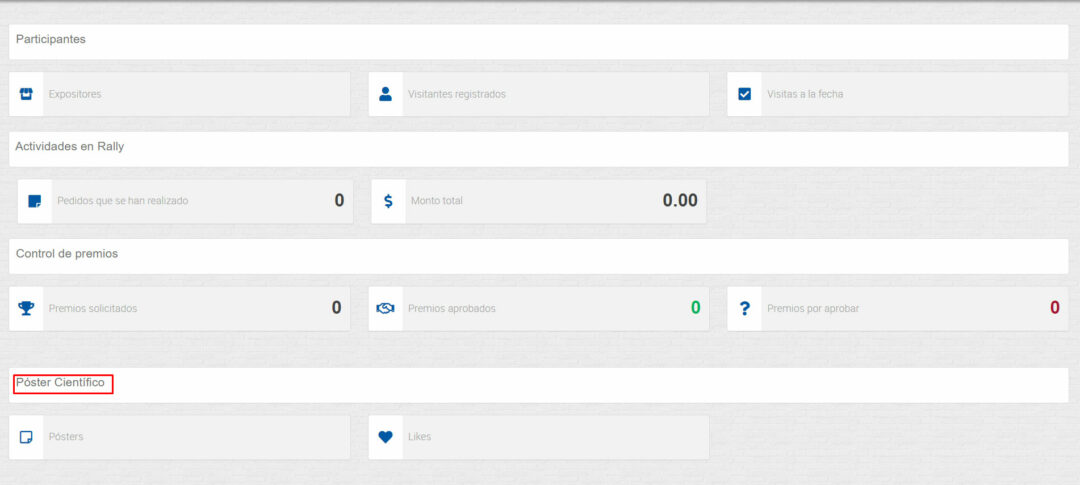 Participantes
Expositores
Visitantes registrados
Visitas a la fecha
Actividades en Rally
Pedidos que se han realizado 0
Monto total 0.00
Control de premios
Premios solicitados 0
Premios aprobados 0
Premios por aprobar 0
Póster Científico
Pósters
Likes